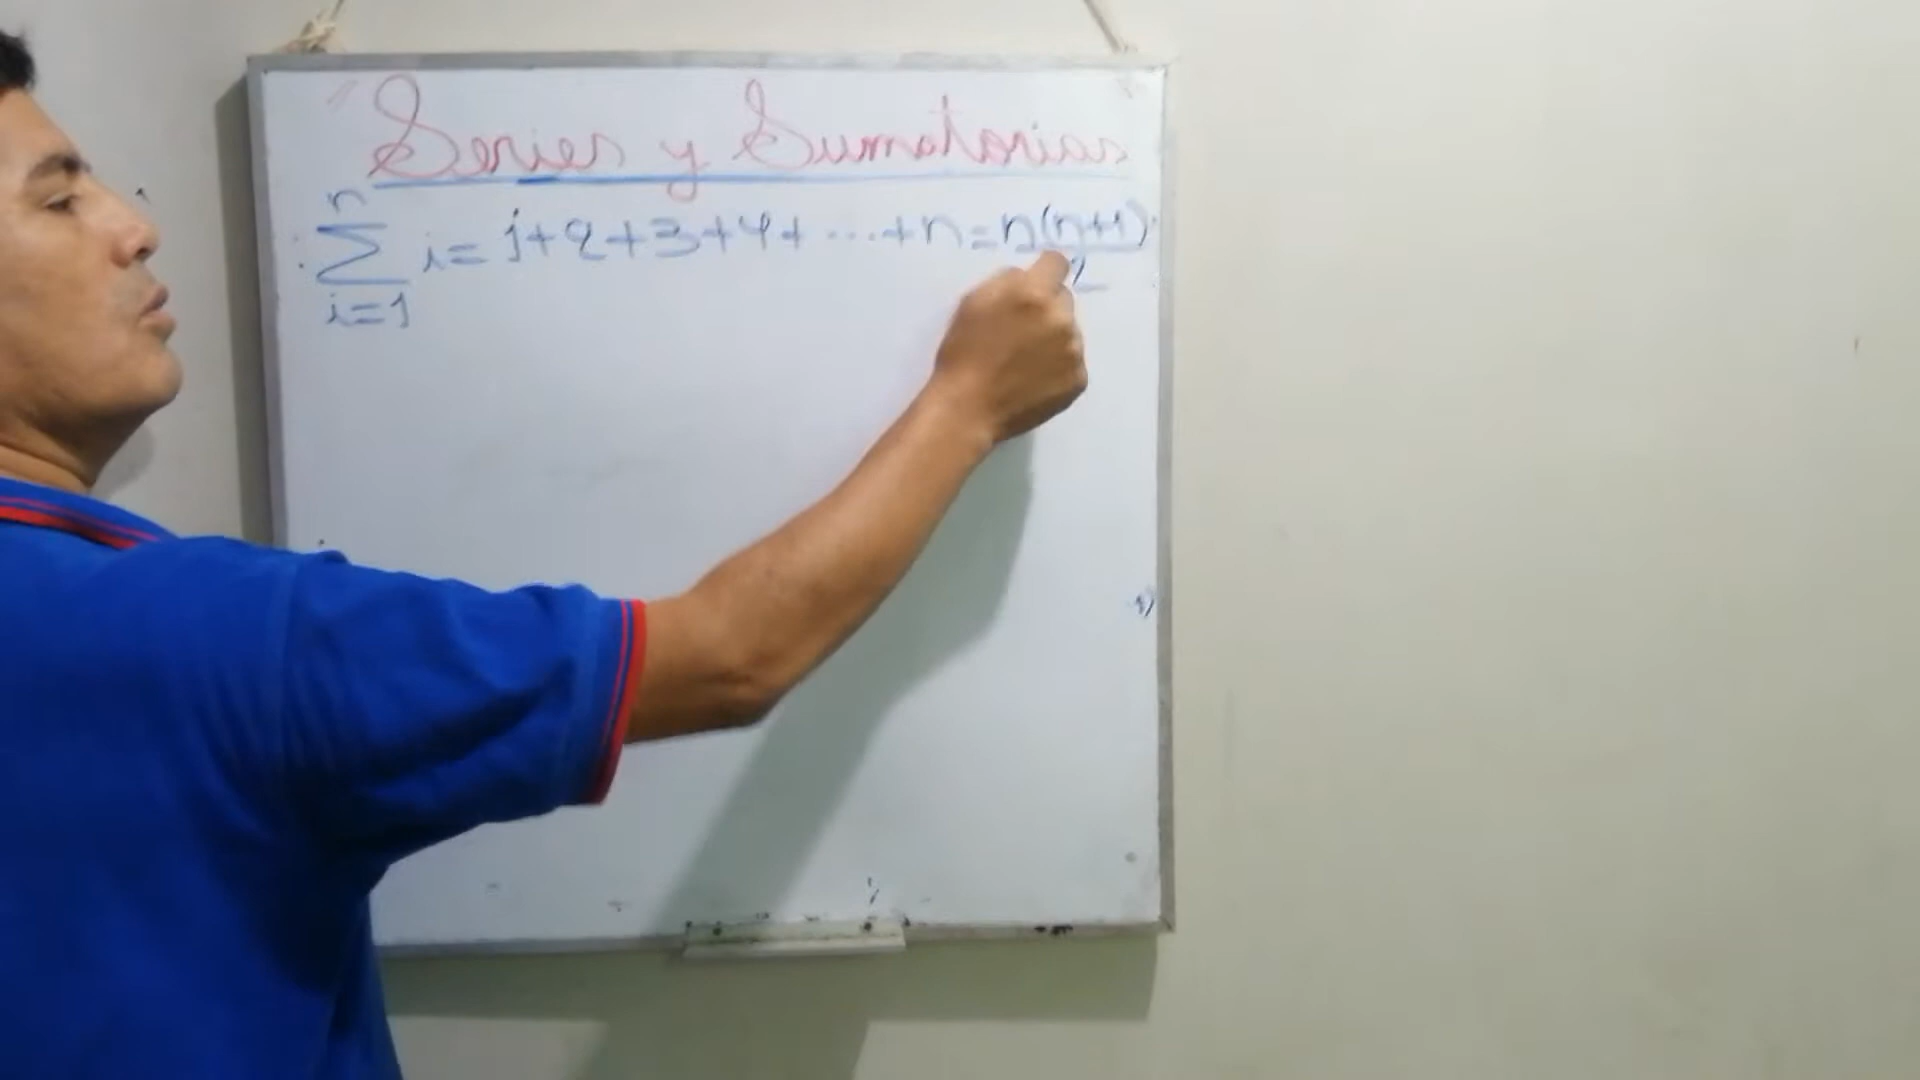 " Series y Sumatorias
n
∑ i = 1+2+3+4+ ...+n = n(n+1)
i=1 2